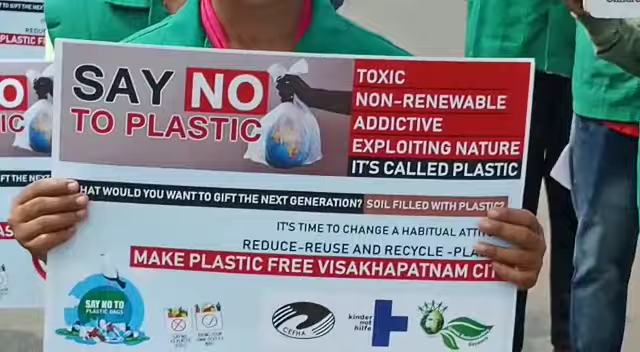 SAY NO
TO PLASTIC
TOXIC
NON-RENEWABLE
ADDICTIVE
EXPLOITING NATURE
IT'S CALLED PLASTIC
HAT WOULD YOU WANT TO GIFT THE NEXT GENERATION? SOIL FILLED WITH PLASTIC?
IT'S TIME TO CHANGE A HABITUAL ATTI
REDUCE-REUSE AND RECYCLE -PLA
MAKE PLASTIC FREE VISAKHAPATNAM CIT
SAY NO TO
PLASTIC BAGS
CEFHA
kinder
not
hilfe